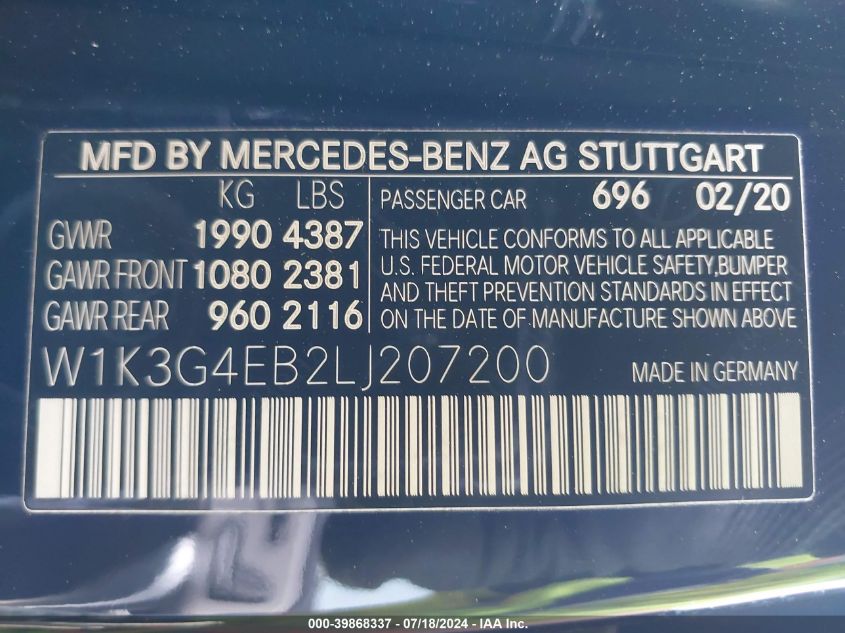 MFD BY MERCEDES-BENZ AG STUTTGART
KG LBS
GVWR 1990 4387
GAWR FRONT 1080 2381
GAWR REAR 960 2116
PASSENGER CAR 696 02/20
THIS VEHICLE CONFORMS TO ALL APPLICABLE
U.S. FEDERAL MOTOR VEHICLE SAFETY,BUMPER
AND THEFT PREVENTION STANDARDS IN EFFECT
ON THE DATE OF MANUFACTURE SHOWN ABOVE
W1K3G4EB2LJ207200 MADE IN GERMANY
000-39868337 - 07/18/2024 - IAA Inc.